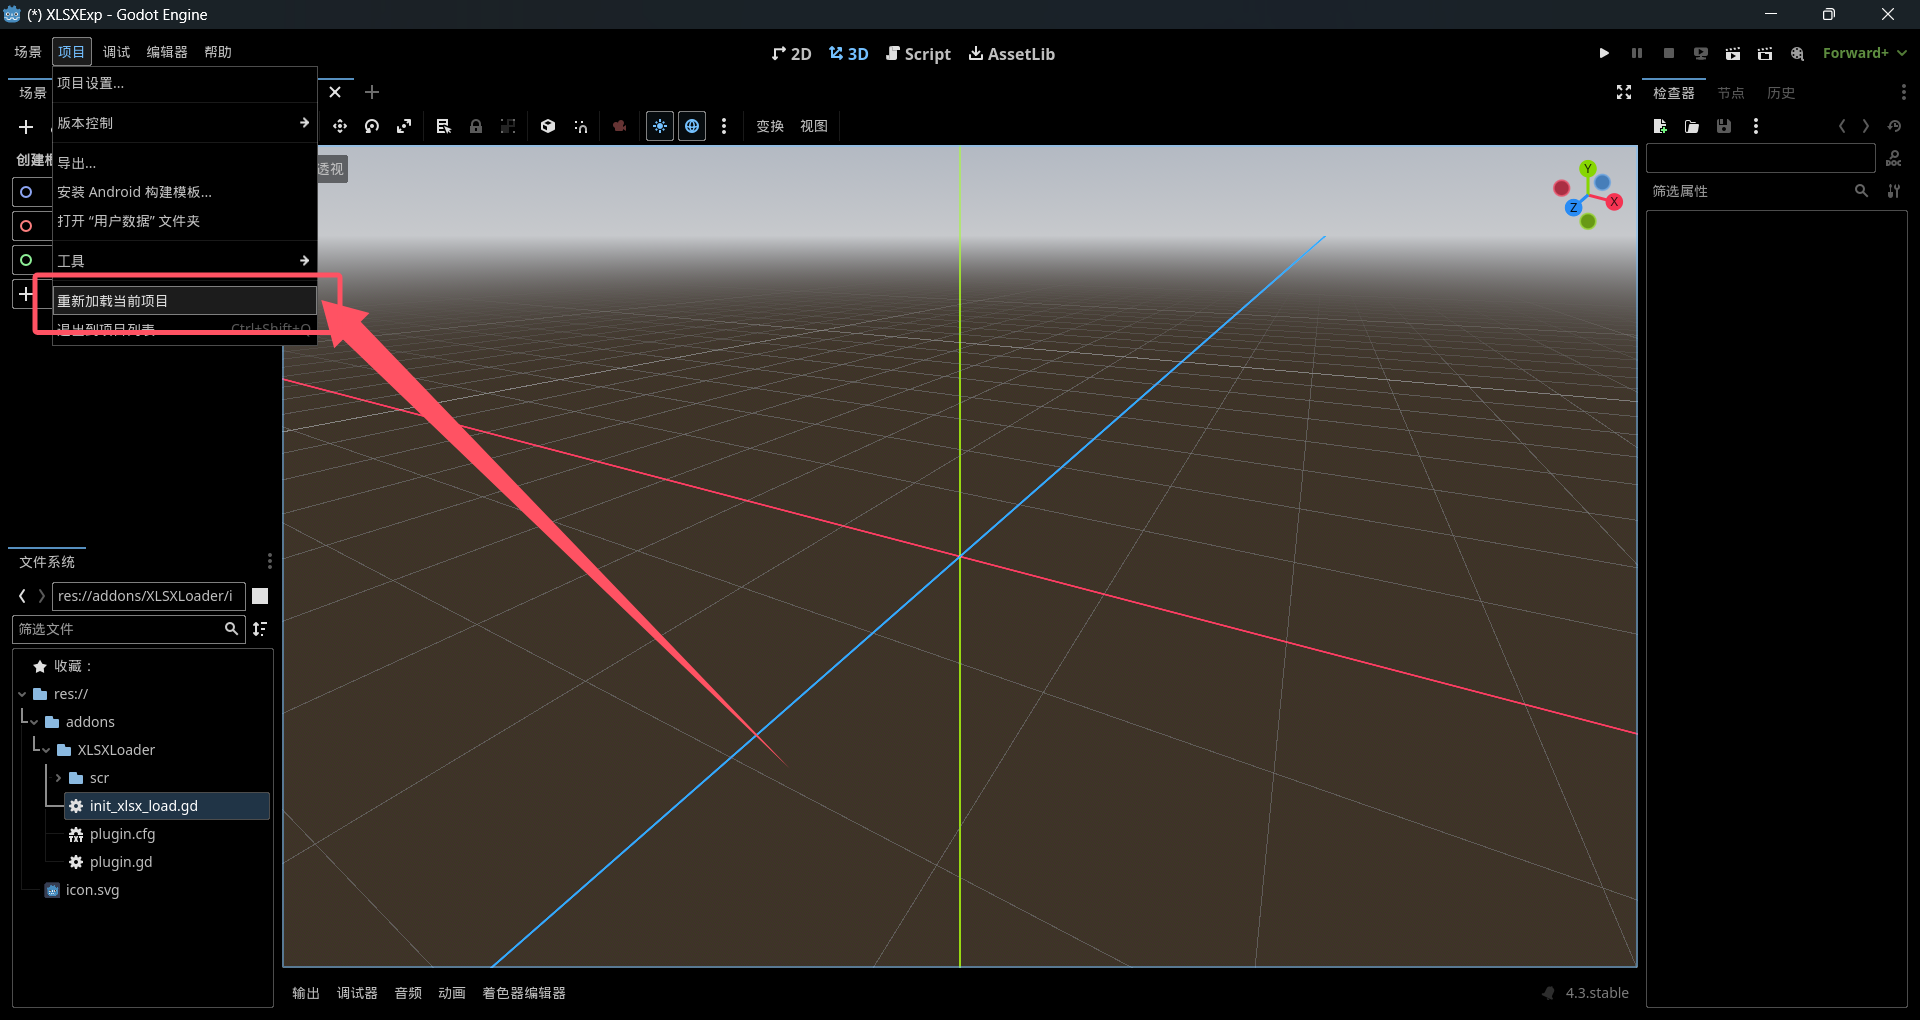 (*) XLSXExp - Godot Engine
场景 项目 调试 编辑器 帮助
2D 3D Script AssetLib
Forward+
项目设置...
版本控制
导出...
安装 Android 构建模板...
打开 “用户数据” 文件夹
工具
重新加载当前项目
退出到项目列表 Ctrl+Shift+Q
场景
创建根
变换 视图
透视
Y
X
Z
检查器 节点 历史
DOC
筛选属性
文件系统
res://addons/XLSXLoader/i
筛选文件
收藏：
res://
addons
XLSXLoader
scr
init_xlsx_load.gd
plugin.cfg
plugin.gd
icon.svg
输出 调试器 音频 动画 着色器编辑器
4.3.stable